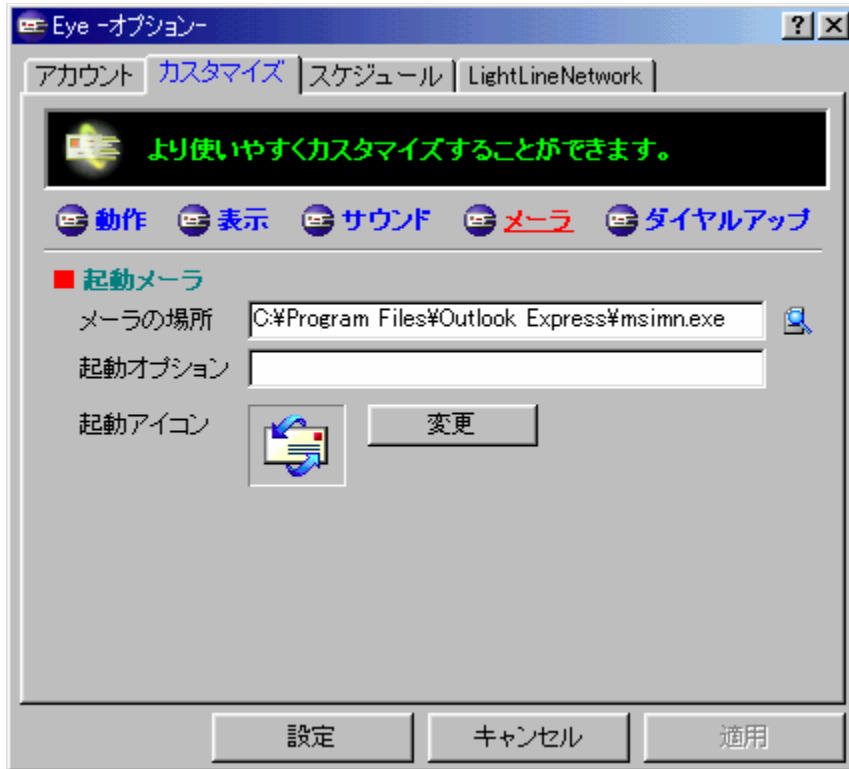 Eye -オプション-
アカウント カスタマイズ スケジュール LightLineNetwork
より使いやすくカスタマイズすることができます。
動作 表示 サウンド メーラ ダイヤルアップ
■ 起動メーラ
メーラの場所 C:¥Program Files¥Outlook Express¥msimn.exe
起動オプション
起動アイコン 変更
設定 キャンセル 適用